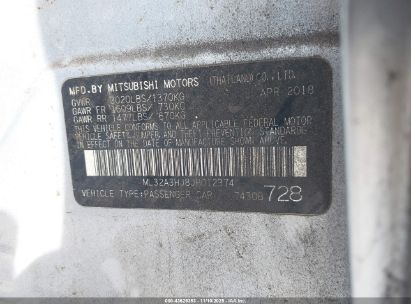 MFD.BY MITSUBISHI MOTORS (THAILAND) CO., LTD.
GVWR 3020LBS/1370KG APR 2018
GAWR FR 1609LBS/ 730KG
GAWR RR 1477LBS/ 670KG
THIS VEHICLE CONFORMS TO ALL APPLICABLE FEDERAL MOTOR
VEHICLE SAFETY, BUMPER AND THEFT PREVENTION STANDARDS
IN EFFECT ON THE DATE OF MANUFACTURE SHOWN ABOVE.
ML32A3HJ8JH012974
VEHICLE TYPE:PASSENGER CAR 7430B 728